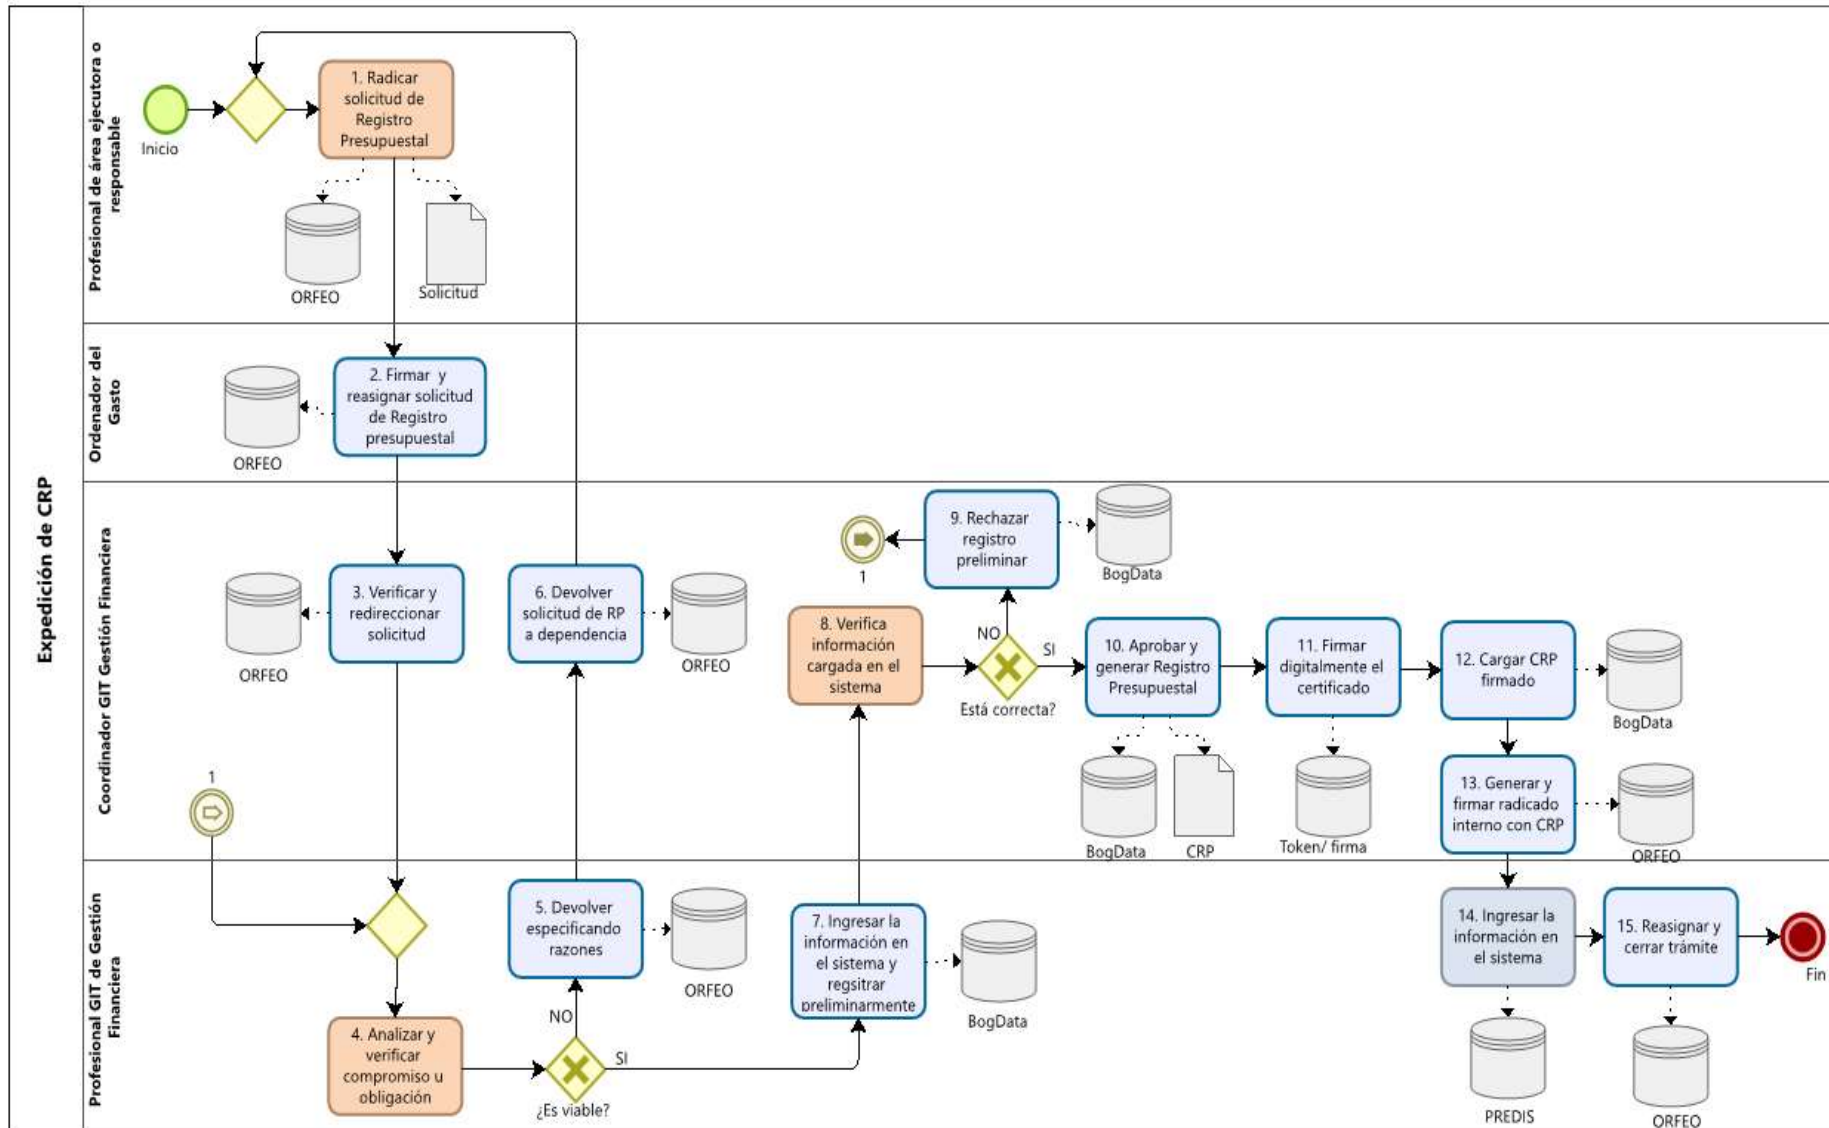 Expedición de CRP
Profesional de área ejecutora o
responsable
Inicio
1. Radicar
solicitud de
Registro
Presupuestal
ORFEO
Solicitud
Ordenador del
Gasto
2. Firmar y
reasignar solicitud
de Registro
presupuestal
ORFEO
Coordinador GIT Gestión Financiera
3. Verificar y
redireccionar
solicitud
ORFEO
6. Devolver
solicitud de RP
a dependencia
ORFEO
1
8. Verifica
información
cargada en el
sistema
1
9. Rechazar
registro
preliminar
BogData
NO
SI
Está correcta?
10. Aprobar y
generar Registro
Presupuestal
BogData
CRP
11. Firmar
digitalmente el
certificado
Token/ firma
12. Cargar CRP
firmado
BogData
13. Generar y
firmar radicado
interno con CRP
ORFEO
Profesional GIT de Gestión
Financiera
4. Analizar y
verificar
compromiso u
obligación
¿Es viable?
NO
SI
5. Devolver
especificando
razones
ORFEO
7. Ingresar la
información en
el sistema y
regsitrar
preliminarmente
BogData
14. Ingresar la
información en
el sistema
PREDIS
15. Reasignar y
cerrar trámite
ORFEO
Fin